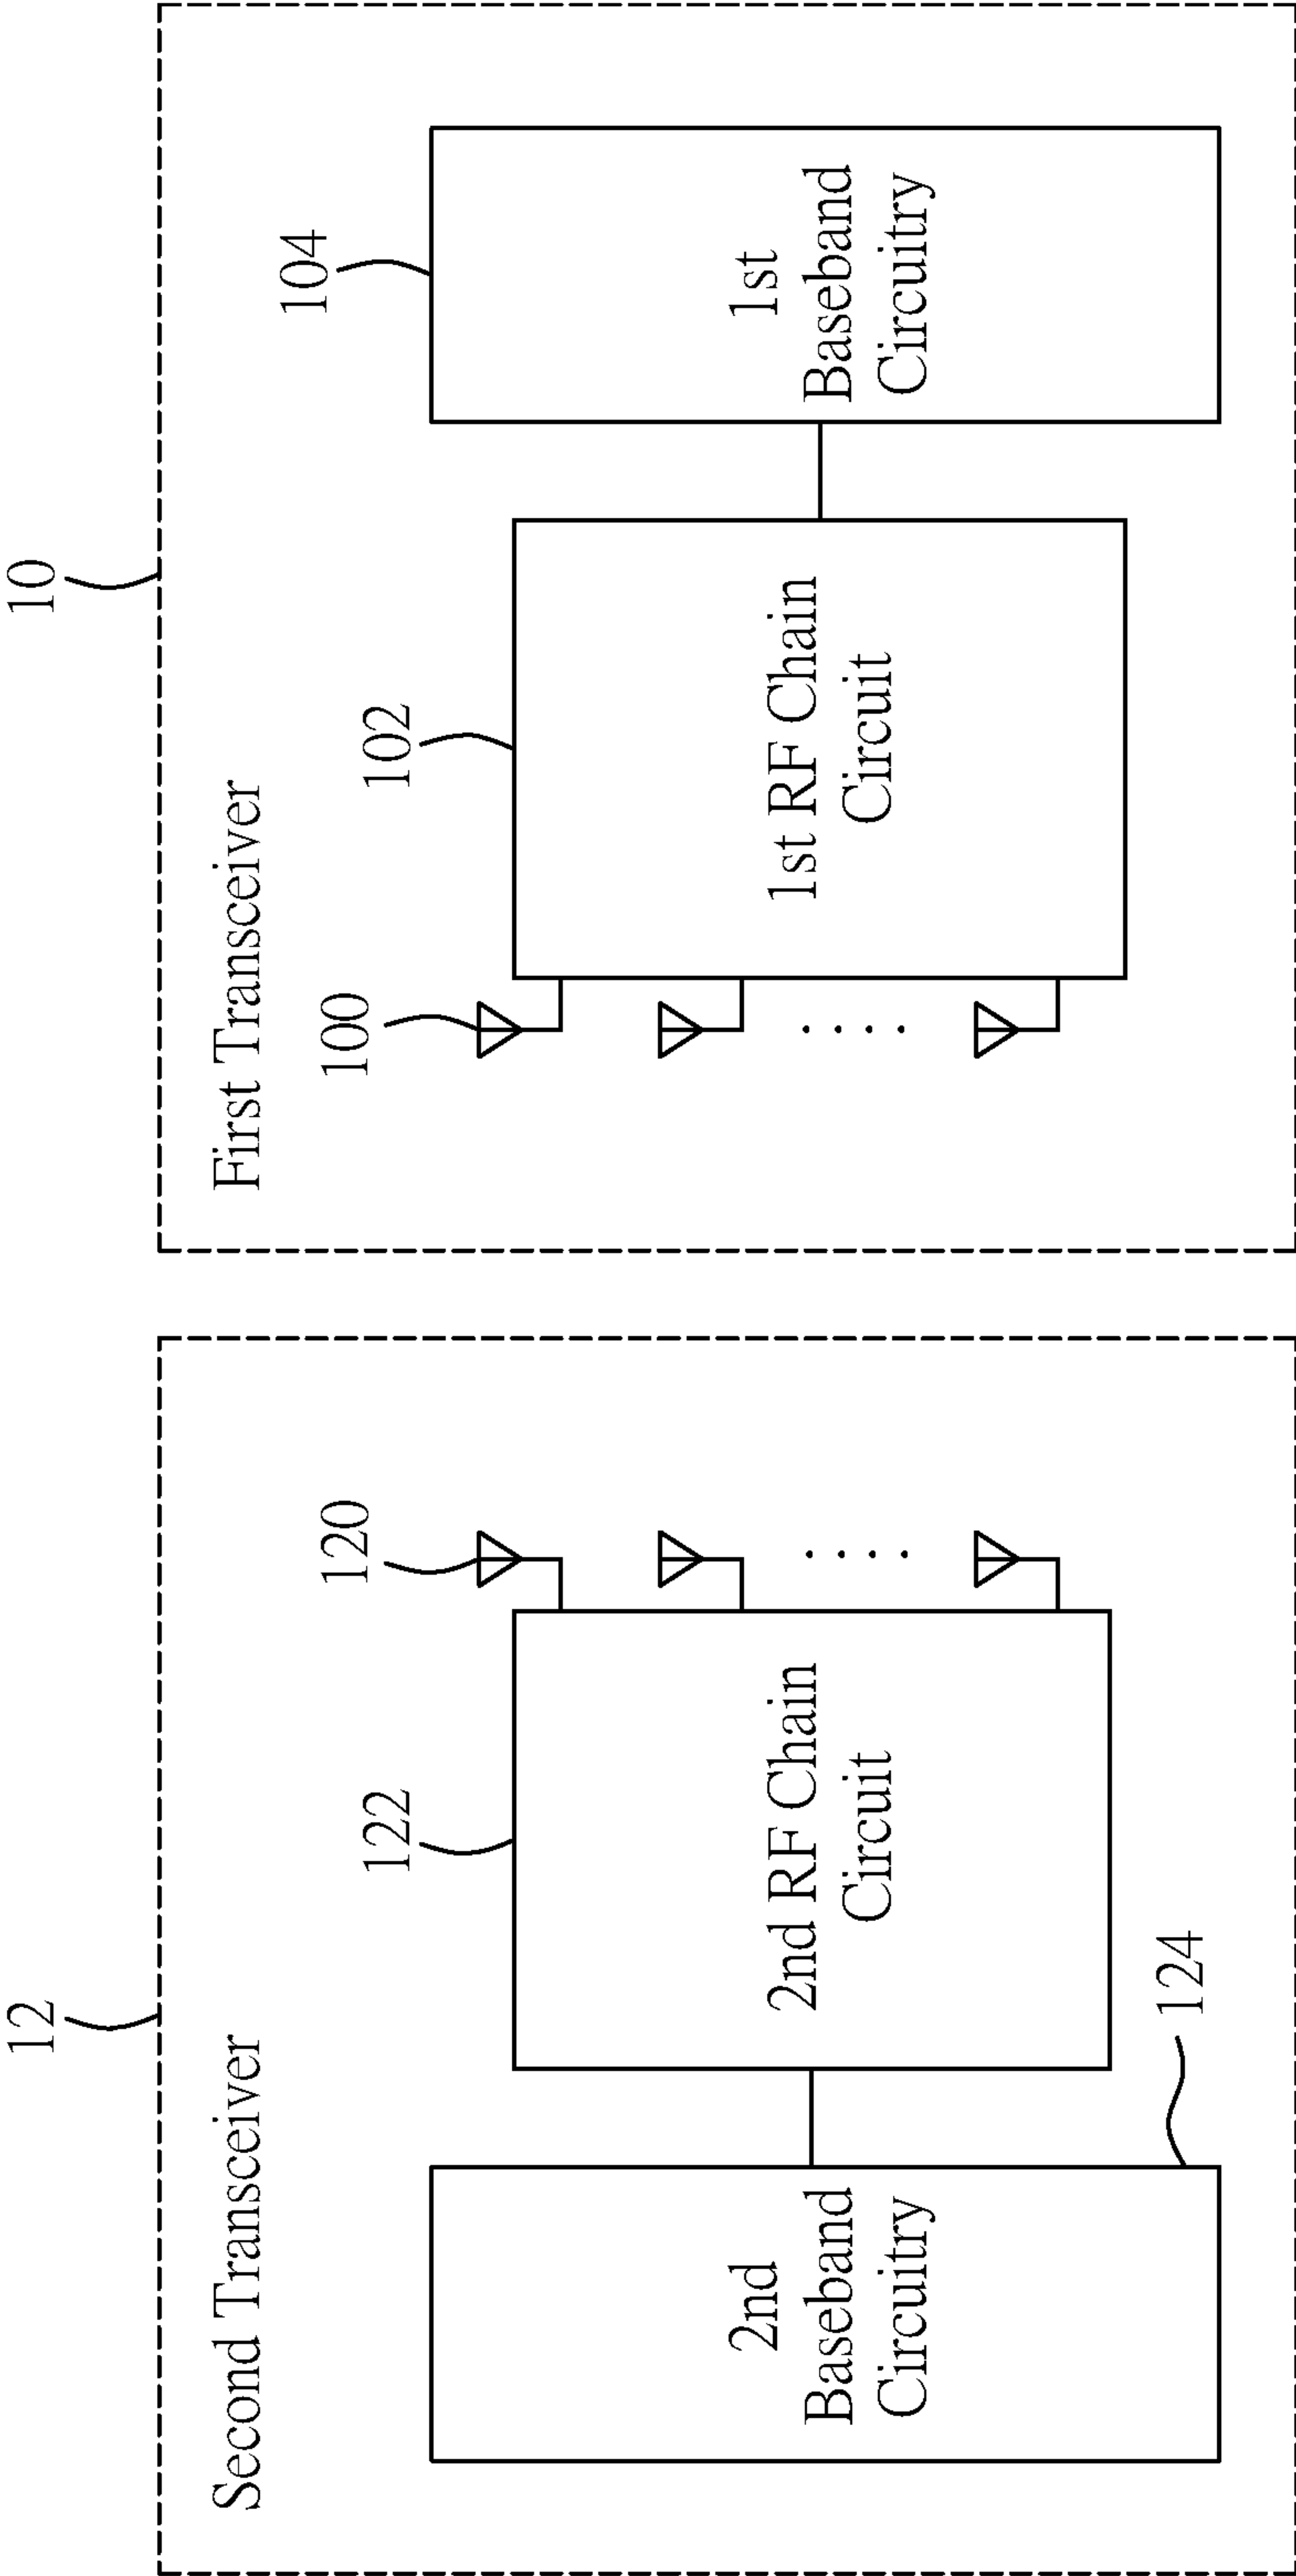 12
10
Second Transceiver
First Transceiver
120
100
122
102
104
2nd
Baseband
Circuitry
2nd RF Chain
Circuit
1st RF Chain
Circuit
1st
Baseband
Circuitry
124